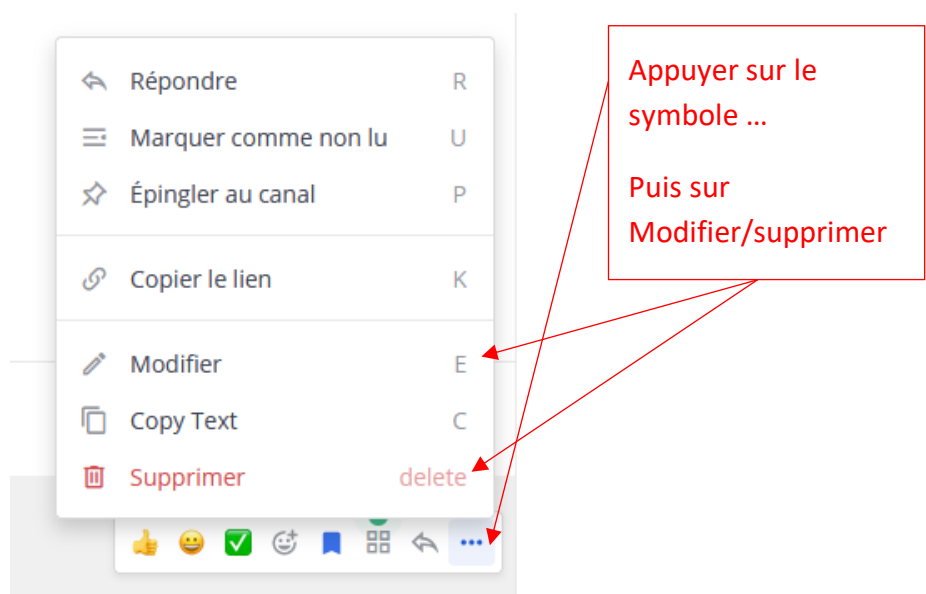 Répondre R
Marquer comme non lu U
Épingler au canal P
Copier le lien K
Modifier E
Copy Text C
Supprimer delete
Appuyer sur le
symbole …
Puis sur
Modifier/supprimer